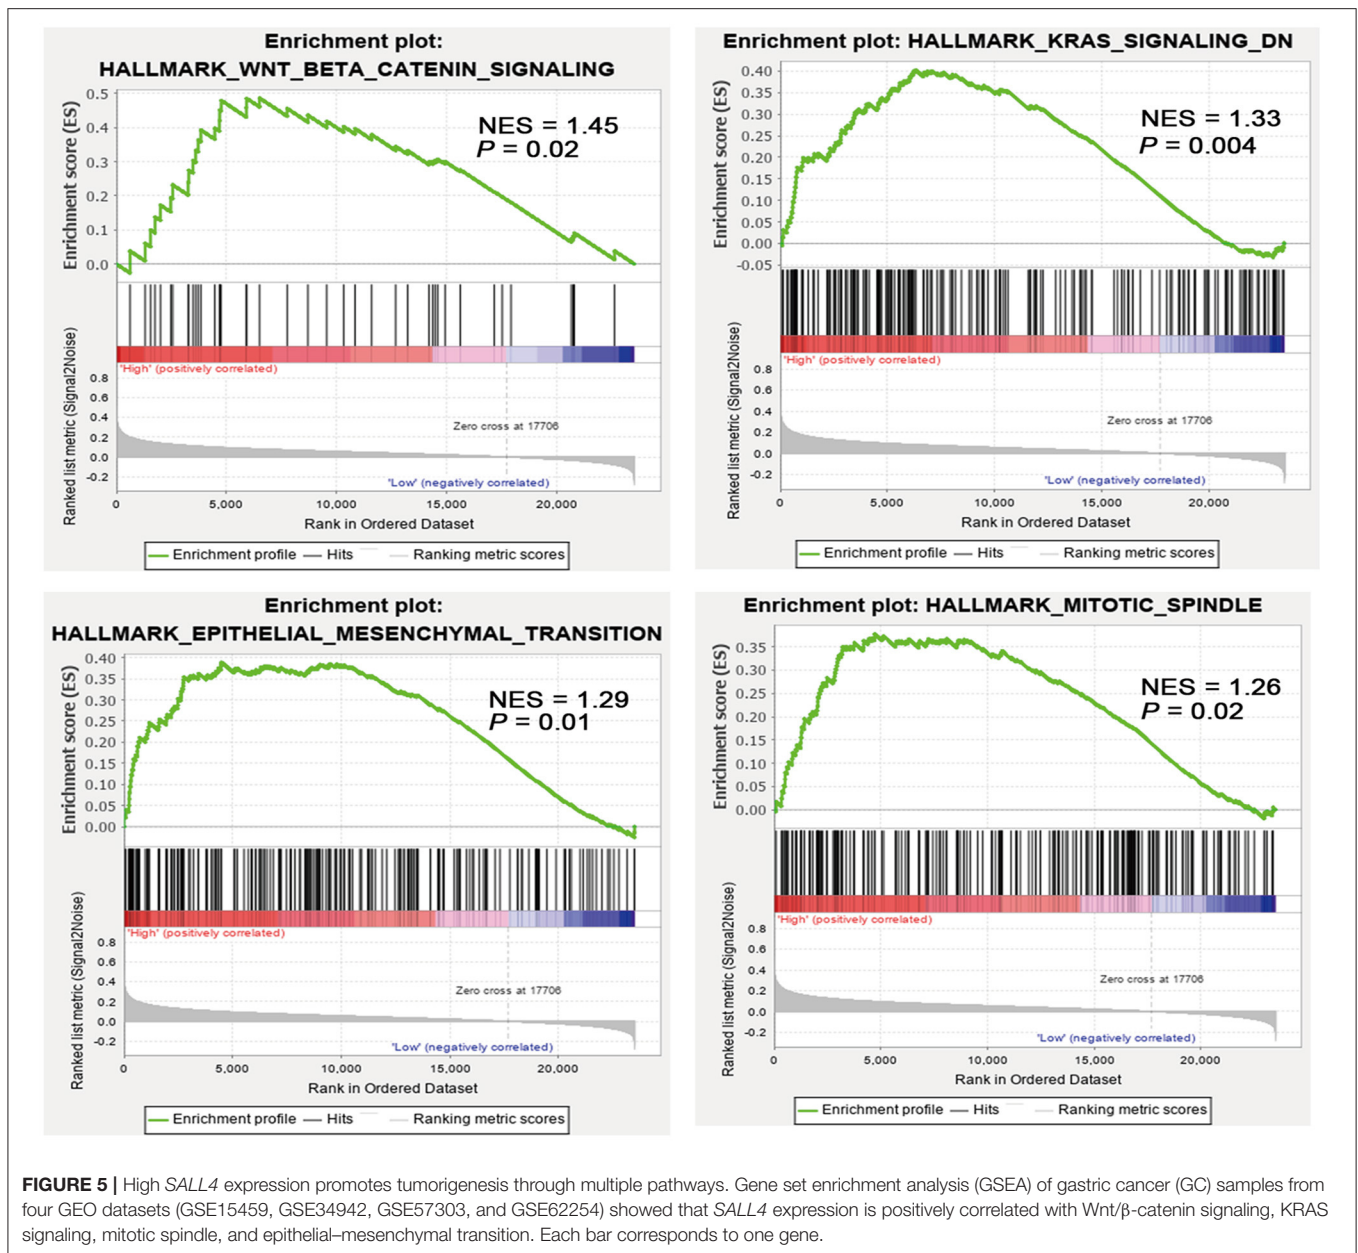 Enrichment plot:
HALLMARK_WNT_BETA_CATENIN_SIGNALING
Enrichment score (ES)
0.5
0.4
0.3
0.2
0.1
0.0
NES = 1.45
P = 0.02
Ranked list metric (Signal2Noise)
'High' (positively correlated)
0.8
0.6
0.4
0.2
0.0
-0.2
Zero cross at 17706
'Low' (negatively correlated)
0 5,000 10,000 15,000 20,000
Rank in Ordered Dataset
Enrichment profile Hits Ranking metric scores
Enrichment plot: HALLMARK_KRAS_SIGNALING_DN
Enrichment score (ES)
0.40
0.35
0.30
0.25
0.20
0.15
0.10
0.05
0.00
-0.05
NES = 1.33
P = 0.004
Ranked list metric (Signal2Noise)
'High' (positively correlated)
0.8
0.6
0.4
0.2
0.0
-0.2
Zero cross at 17706
'Low' (negatively correlated)
0 5,000 10,000 15,000 20,000
Rank in Ordered Dataset
Enrichment profile Hits Ranking metric scores
Enrichment plot:
HALLMARK_EPITHELIAL_MESENCHYMAL_TRANSITION
Enrichment score (ES)
0.40
0.35
0.30
0.25
0.20
0.15
0.10
0.05
0.00
NES = 1.29
P = 0.01
Ranked list metric (Signal2Noise)
'High' (positively correlated)
0.8
0.6
0.4
0.2
0.0
-0.2
Zero cross at 17706
'Low' (negatively correlated)
0 5,000 10,000 15,000 20,000
Rank in Ordered Dataset
Enrichment profile Hits Ranking metric scores
Enrichment plot: HALLMARK_MITOTIC_SPINDLE
Enrichment score (ES)
0.35
0.30
0.25
0.20
0.15
0.10
0.05
0.00
NES = 1.26
P = 0.02
Ranked list metric (Signal2Noise)
'High' (positively correlated)
0.8
0.6
0.4
0.2
0.0
-0.2
Zero cross at 17706
'Low' (negatively correlated)
0 5,000 10,000 15,000 20,000
Rank in Ordered Dataset
Enrichment profile Hits Ranking metric scores
FIGURE 5 | High SALL4 expression promotes tumorigenesis through multiple pathways. Gene set enrichment analysis (GSEA) of gastric cancer (GC) samples from
four GEO datasets (GSE15459, GSE34942, GSE57303, and GSE62254) showed that SALL4 expression is positively correlated with Wnt/β-catenin signaling, KRAS
signaling, mitotic spindle, and epithelial–mesenchymal transition. Each bar corresponds to one gene.